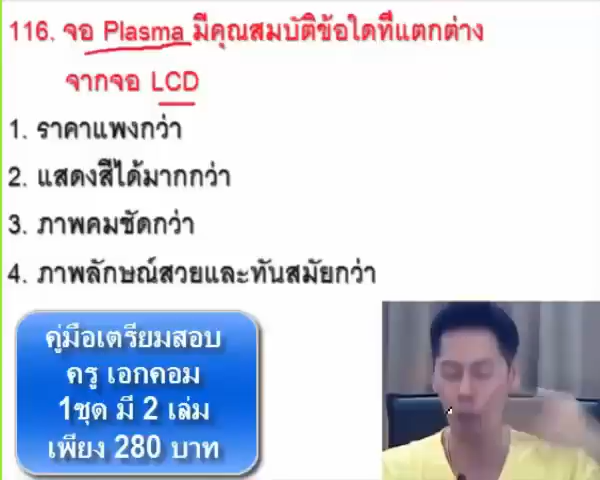 116. จอ Plasma มีคุณสมบัติข้อใดที่แตกต่าง
จากจอ LCD
1. ราคาแพงกว่า
2. แสดงสีได้มากกว่า
3. ภาพคมชัดกว่า
4. ภาพลักษณ์สวยและทันสมัยกว่า
คู่มือเตรียมสอบ
ครู เอกคอม
1ชุด มี 2 เล่ม
เพียง 280 บาท